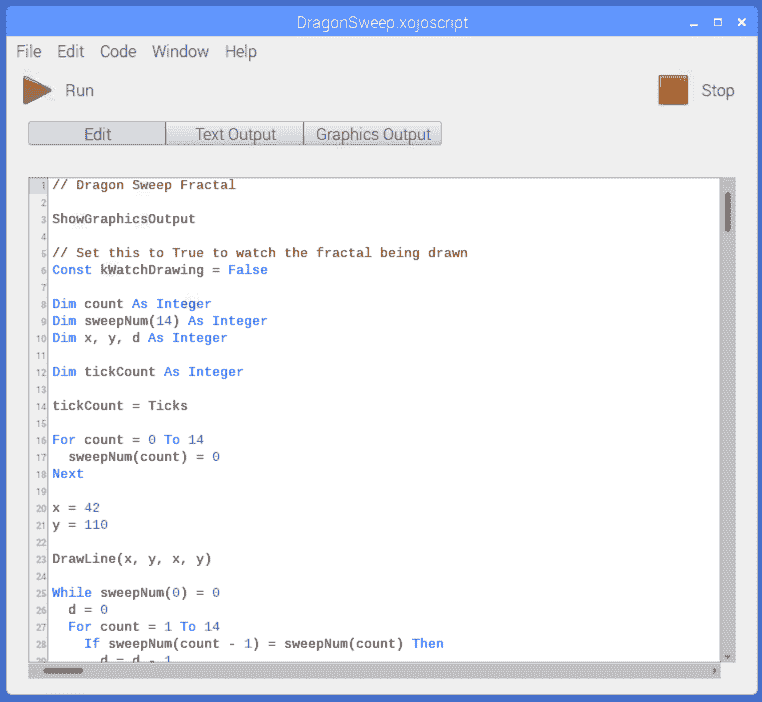 DragonSweep.xojoscript
File Edit Code Window Help
Run
Stop
Edit Text Output Graphics Output
1 // Dragon Sweep Fractal
2
3 ShowGraphicsOutput
4
5 // Set this to True to watch the fractal being drawn
6 Const kWatchDrawing = False
7
8 Dim count As Integer
9 Dim sweepNum(14) As Integer
10 Dim x, y, d As Integer
11
12 Dim tickCount As Integer
13
14 tickCount = Ticks
15
16 For count = 0 To 14
17 sweepNum(count) = 0
18 Next
19
20 x = 42
21 y = 110
22
23 DrawLine(x, y, x, y)
24
25 While sweepNum(0) = 0
26 d = 0
27 For count = 1 To 14
28 If sweepNum(count - 1) = sweepNum(count) Then
29 d = d - 1